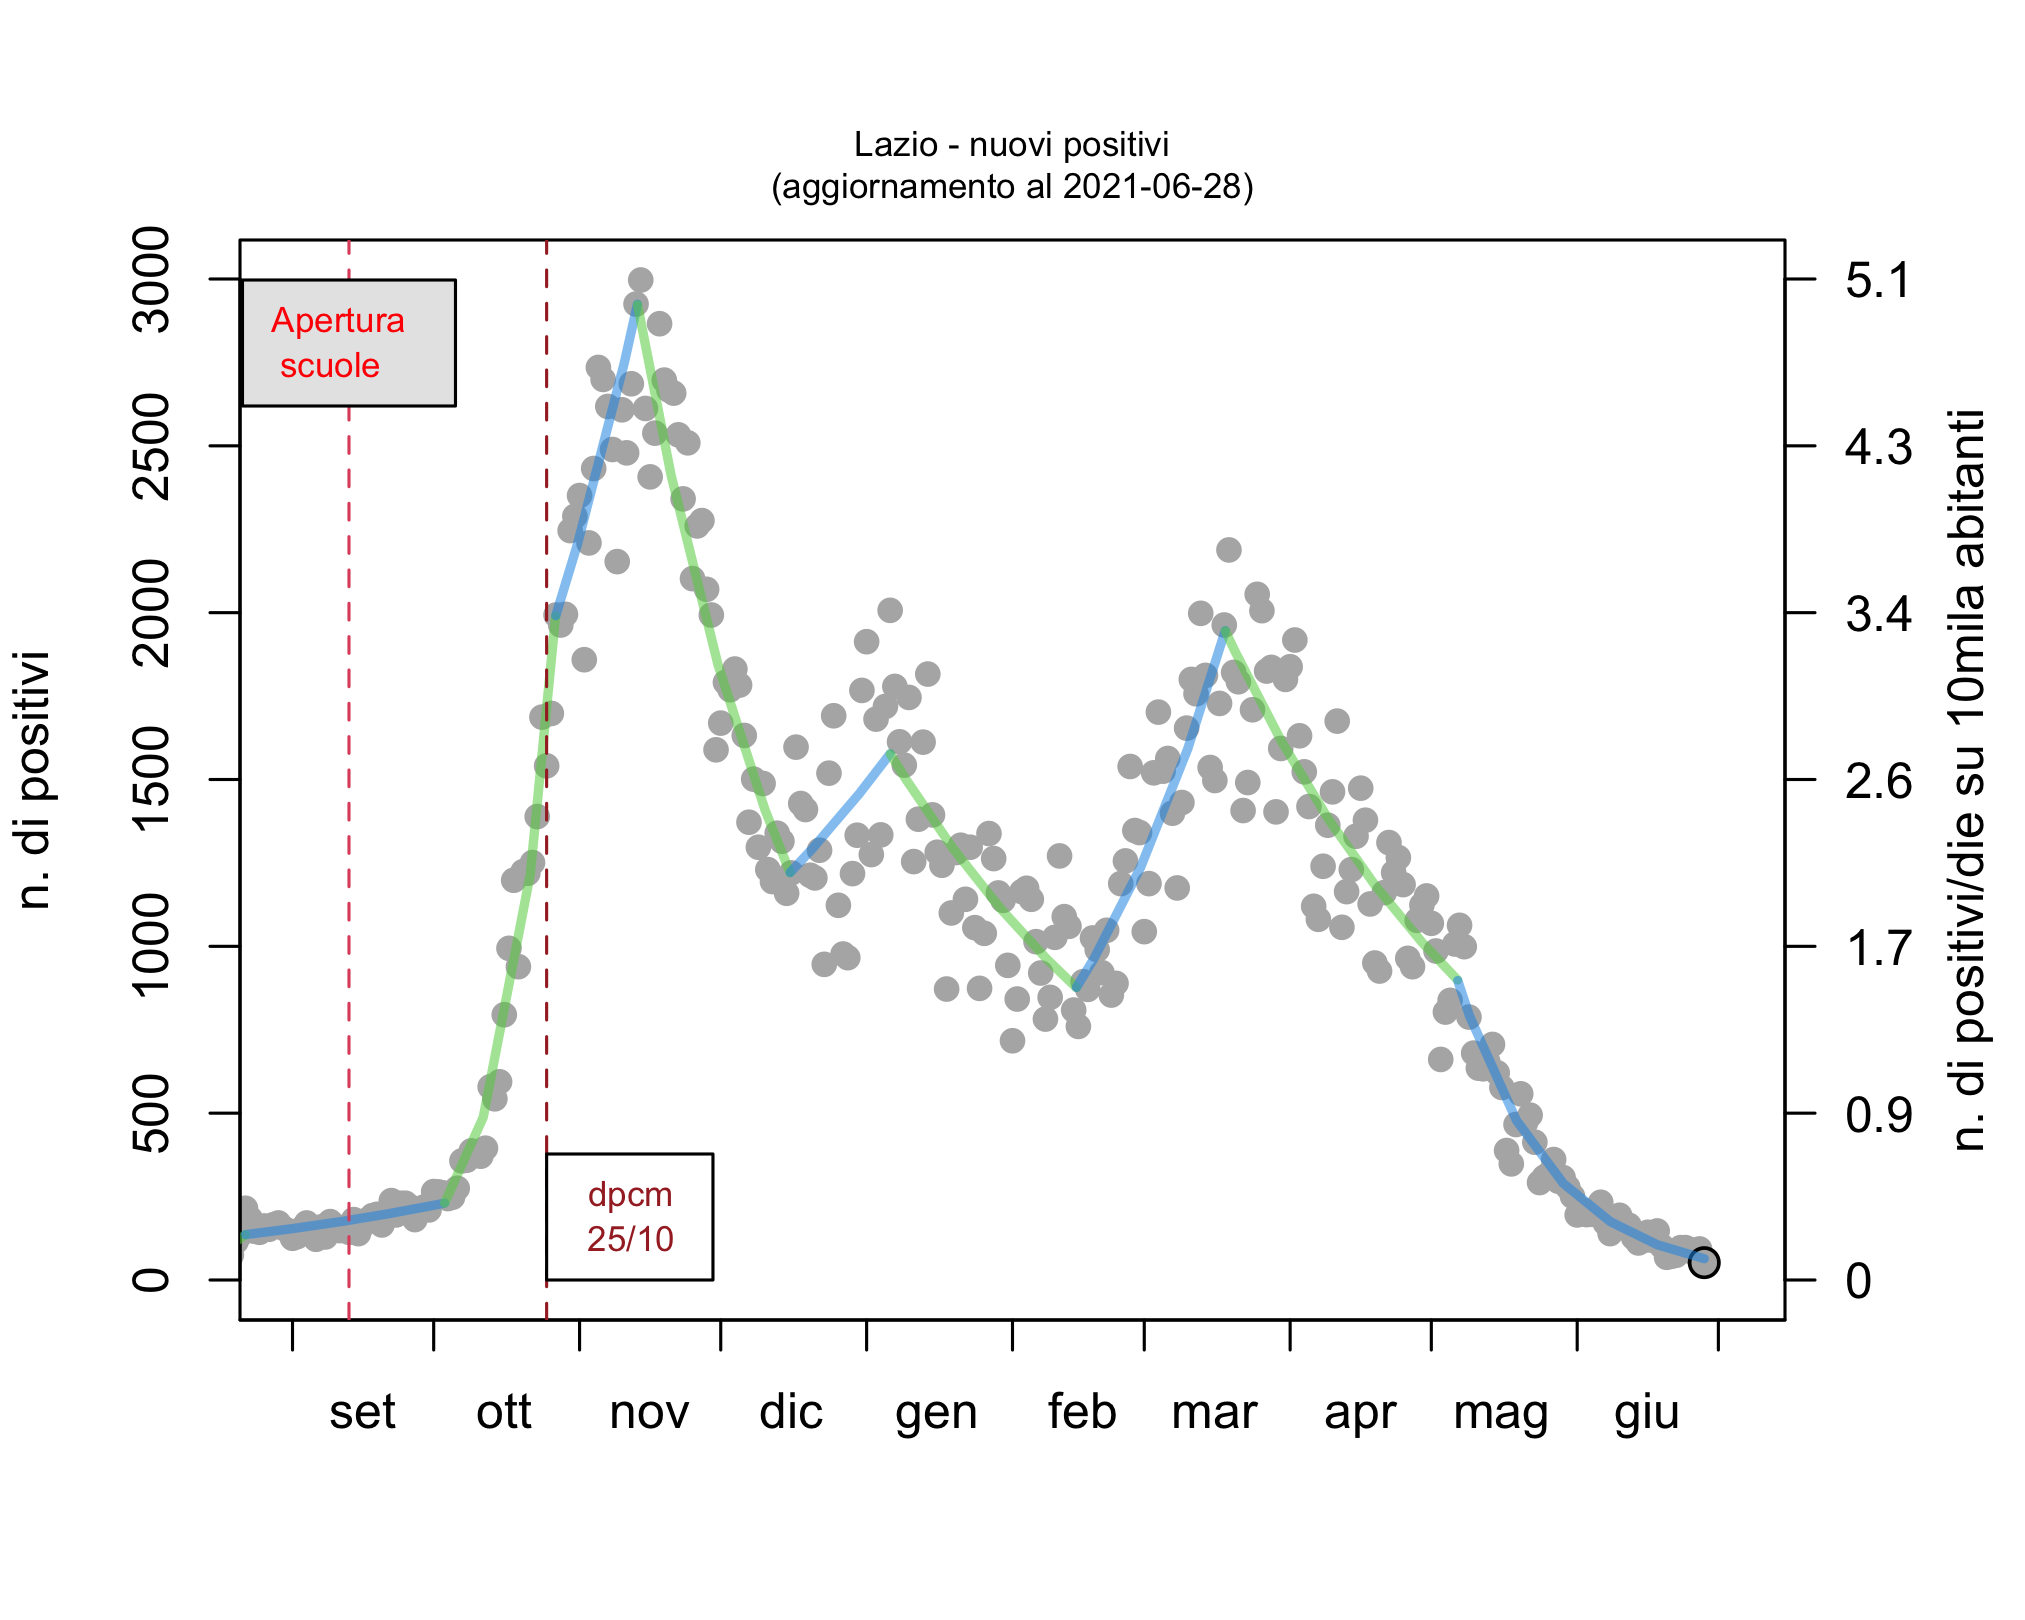 Lazio - nuovi positivi
(aggiornamento al 2021-06-28)
n. di positivi
3000
2500
2000
1500
1000
500
0
Apertura
scuole
dpcm
25/10
5.1
4.3
3.4
2.6
1.7
0.9
0
n. di positivi/die su 10mila abitanti
set ott nov dic gen feb mar apr mag giu